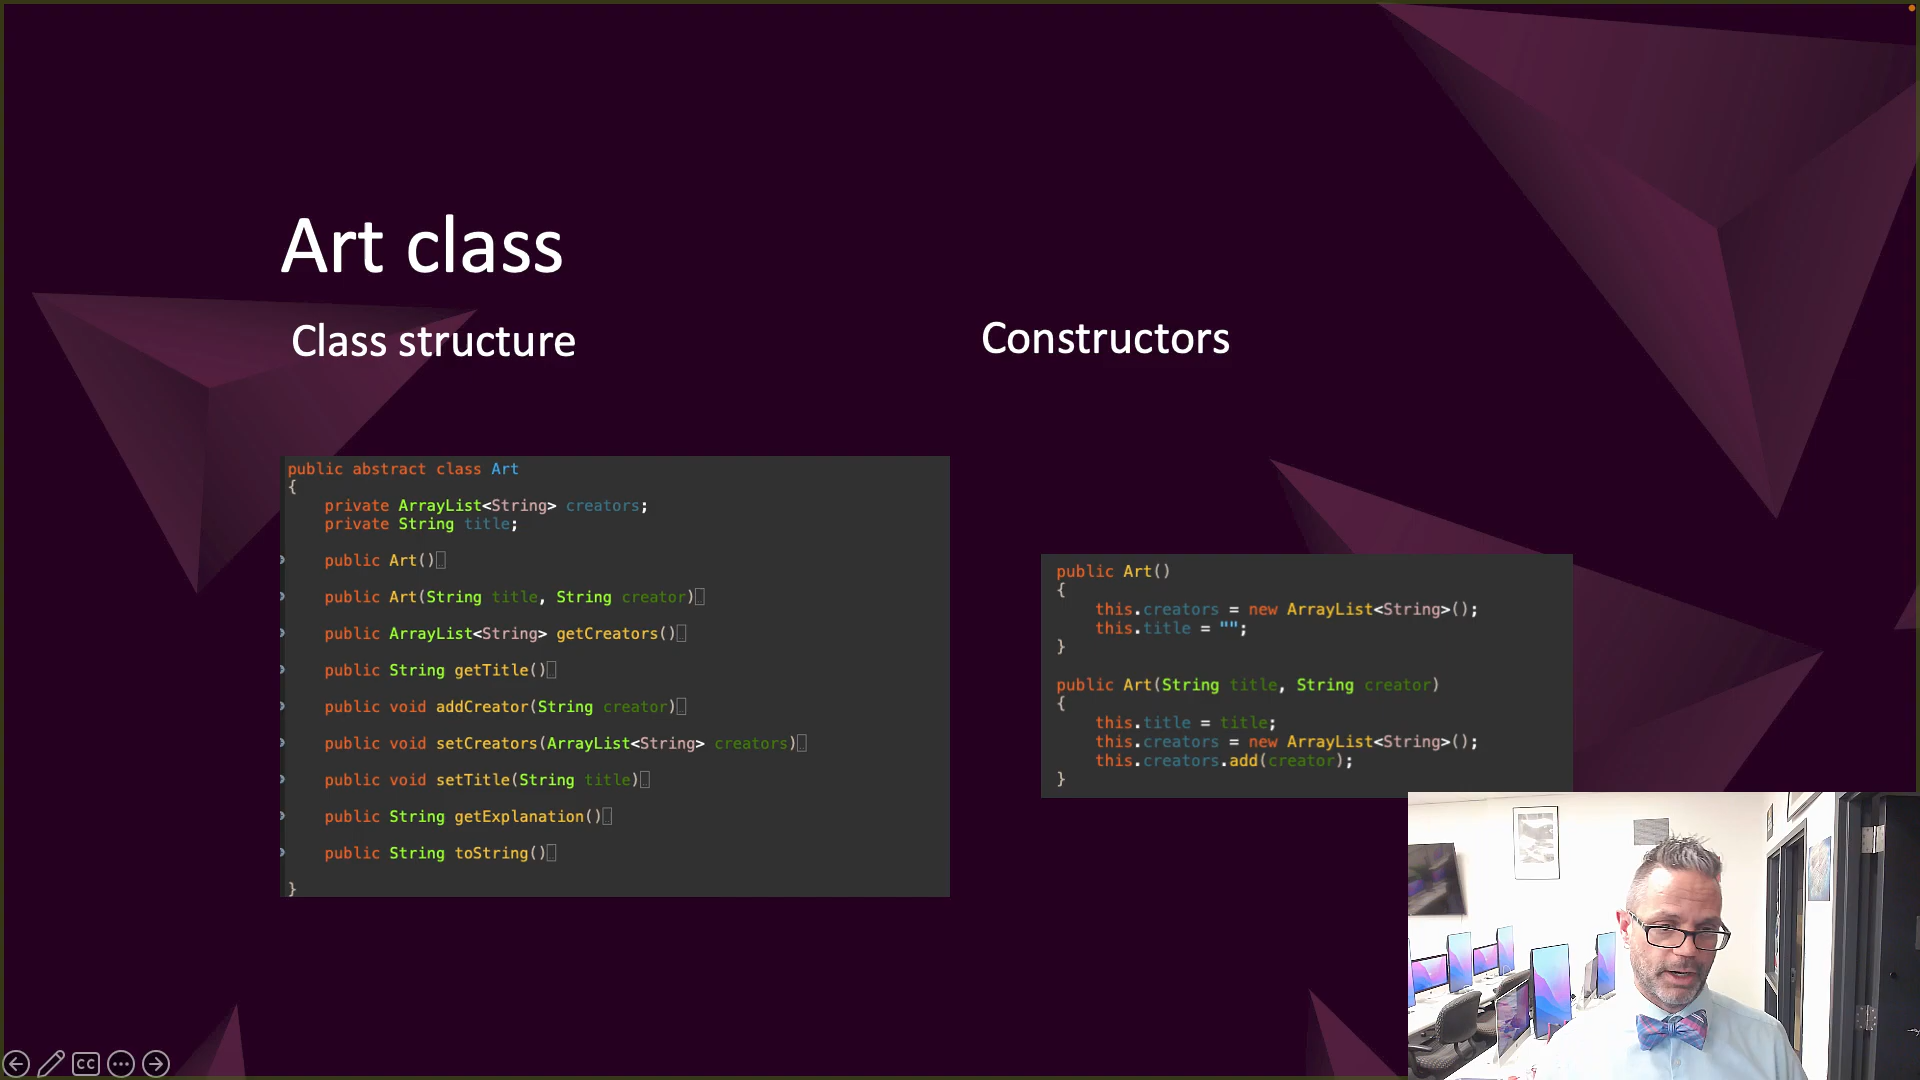 Art class
Class structure
public abstract class Art
{
private ArrayList<String> creators;
private String title;
public Art()
public Art(String title, String creator)
public ArrayList<String> getCreators()
public String getTitle()
public void addCreator(String creator)
public void setCreators(ArrayList<String> creators)
public void setTitle(String title)
public String getExplanation()
public String toString()
}
Constructors
public Art()
{
this.creators = new ArrayList<String>();
this.title = "";
}
public Art(String title, String creator)
{
this.title = title;
this.creators = new ArrayList<String>();
this.creators.add(creator);
}
CC